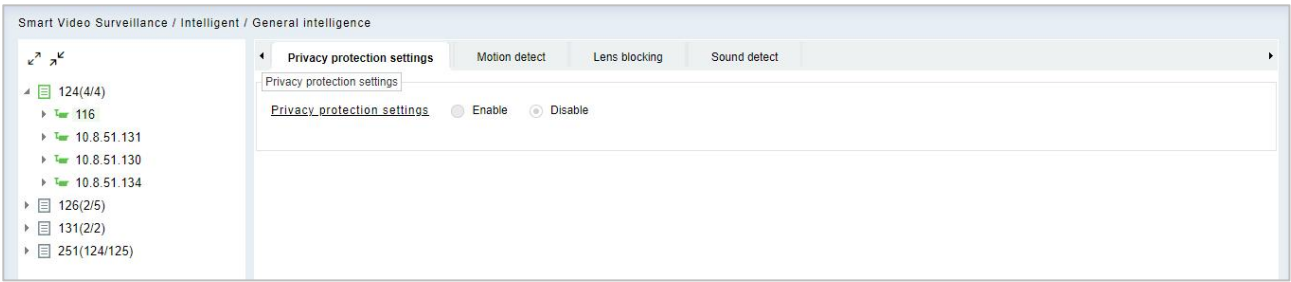 Smart Video Surveillance / Intelligent / General intelligence
Privacy protection settings Motion detect Lens blocking Sound detect
Privacy protection settings
Privacy protection settings Enable Disable
124(4/4)
116
10.8.51.131
10.8.51.130
10.8.51.134
126(2/5)
131(2/2)
251(124/125)